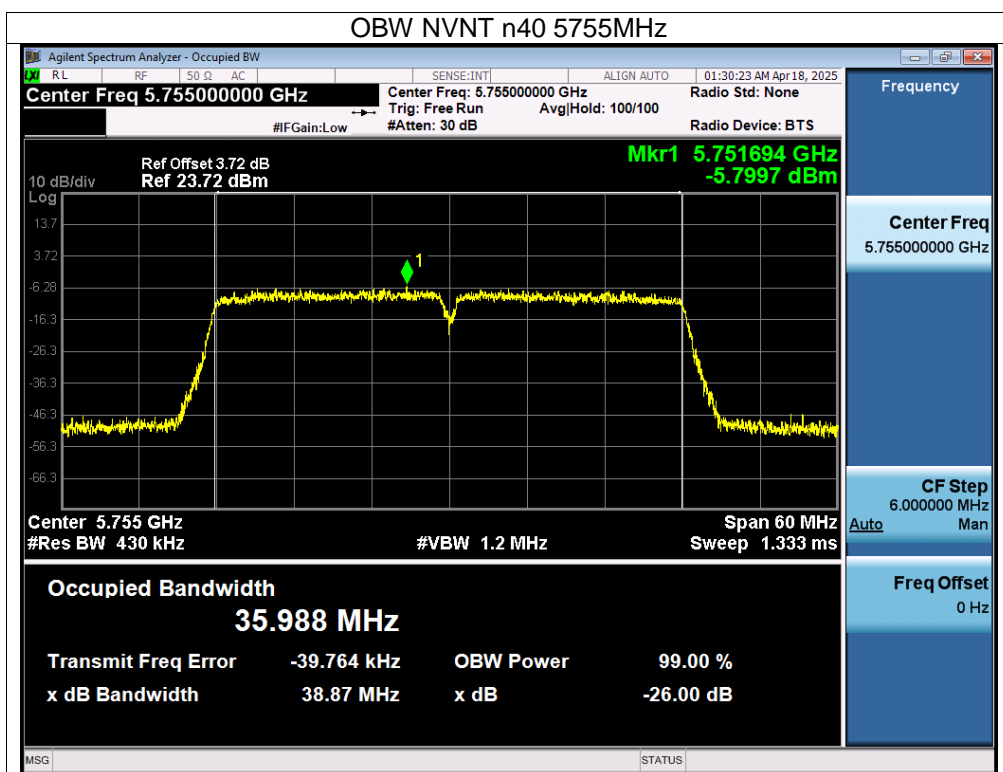 OBW NVNT n40 5755MHz
Agilent Spectrum Analyzer - Occupied BW
LXI RL RF 50 Ω AC SENSE:INT ALIGN AUTO 01:30:23 AM Apr 18, 2025
Center Freq 5.755000000 GHz
Center Freq: 5.755000000 GHz
Radio Std: None
Trig: Free Run Avg|Hold: 100/100
#IFGain:Low #Atten: 30 dB Radio Device: BTS
Ref Offset 3.72 dB
Mkr1 5.751694 GHz
10 dB/div Ref 23.72 dBm -5.7997 dBm
Log
13.7
3.72
1
-6.28
-16.3
-26.3
-36.3
-46.3
-56.3
-66.3
Center 5.755 GHz Span 60 MHz
#Res BW 430 kHz #VBW 1.2 MHz Sweep 1.333 ms
Occupied Bandwidth
35.988 MHz
Transmit Freq Error -39.764 kHz OBW Power 99.00 %
x dB Bandwidth 38.87 MHz x dB -26.00 dB
Frequency
Center Freq
5.755000000 GHz
CF Step
6.000000 MHz
Auto Man
Freq Offset
0 Hz
MSG STATUS